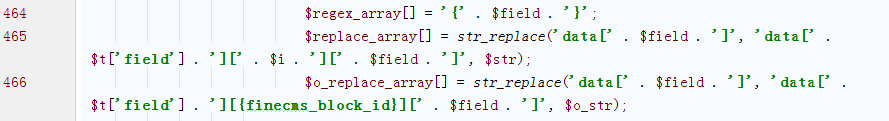 464 $regex_array[] = '{' . $field . '}';
465 $replace_array[] = str_replace('data[' . $field . ']', 'data[' .
$t['field'] . '][' . $i . '][' . $field . ']', $str);
466 $o_replace_array[] = str_replace('data[' . $field . ']', 'data[' .
$t['field'] . '][{finecms_block_id}][' . $field . ']', $o_str);